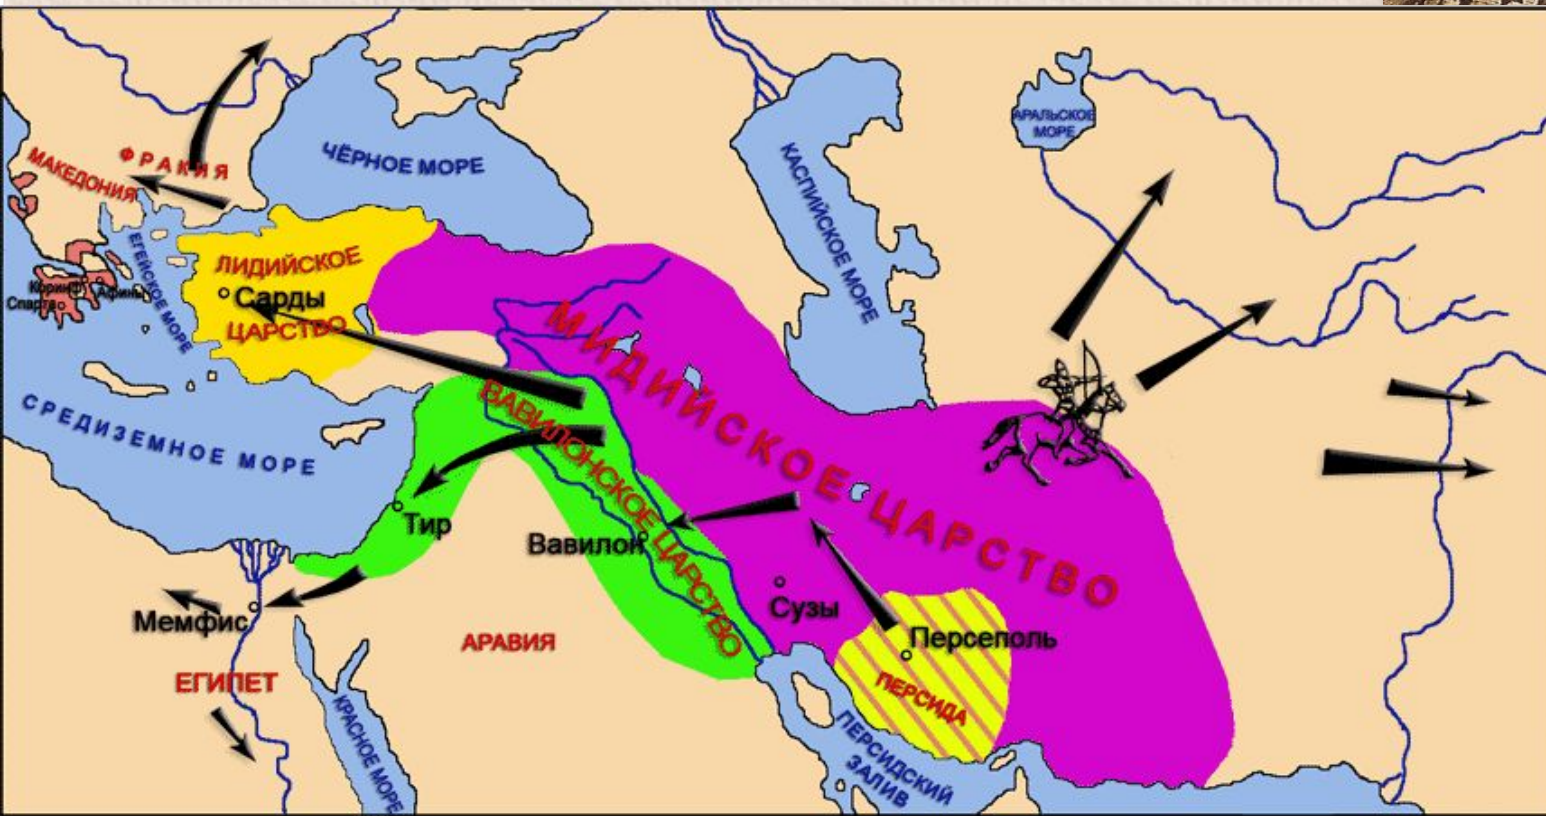 АРАЛЬСКОЕ
МОРЕ
ЧЁРНОЕ МОРЕ
КАСПИЙСКОЕ МОРЕ
ФРАКИЯ
МАКЕДОНИЯ
ЕГЕЙСКОЕ МОРЕ
ЛИДИЙСКОЕ
Сарды
ЦАРСТВО
Коринф
Афины
Спарта
МИДИЙСКОЕ ЦАРСТВО
СРЕДИЗЕМНОЕ МОРЕ
ВАВИЛОНСКОЕ ЦАРСТВО
Тир
Вавилон
Сузы
Мемфис
АРАВИЯ
Персеполь
ЕГИПЕТ
ПЕРСИДА
КРАСНОЕ МОРЕ
ПЕРСИДСКИЙ
ЗАЛИВ